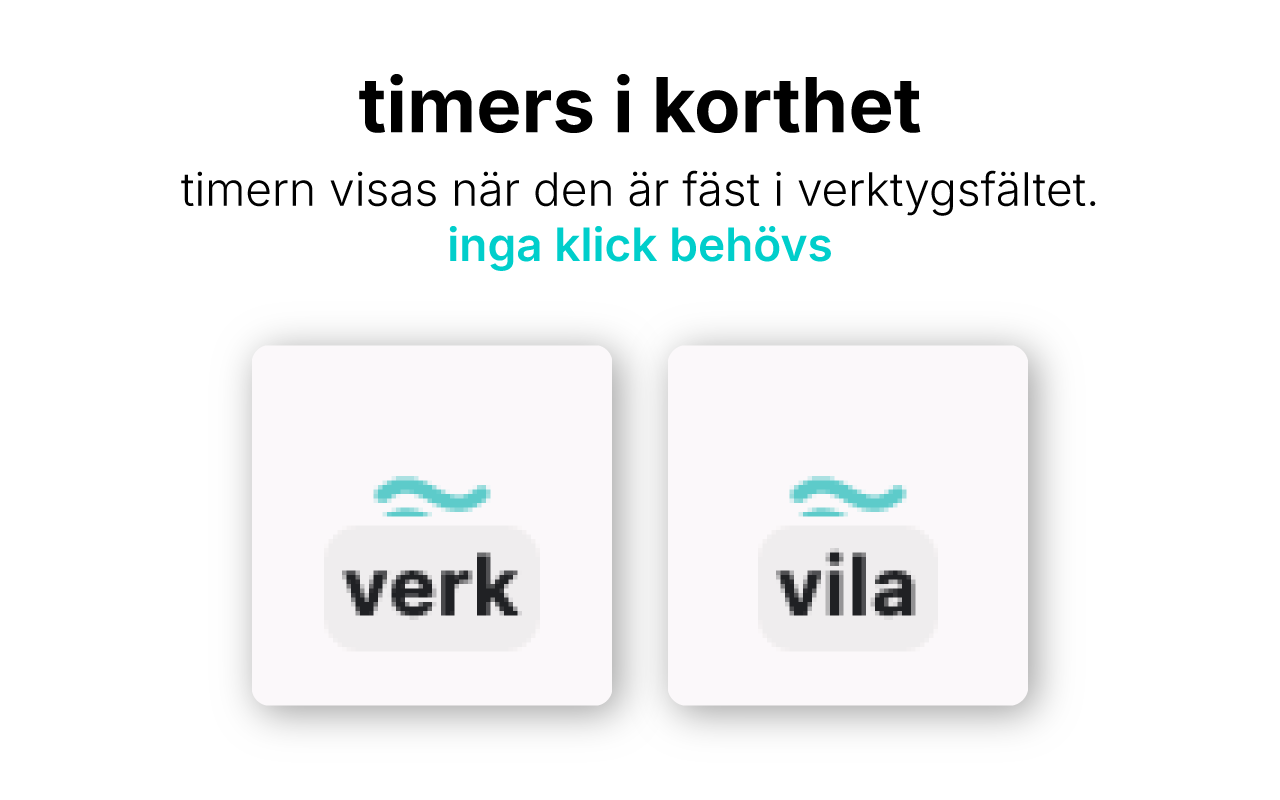 timers i korthet
timern visas när den är fäst i verktygsfältet.
inga klick behövs
verk
vila